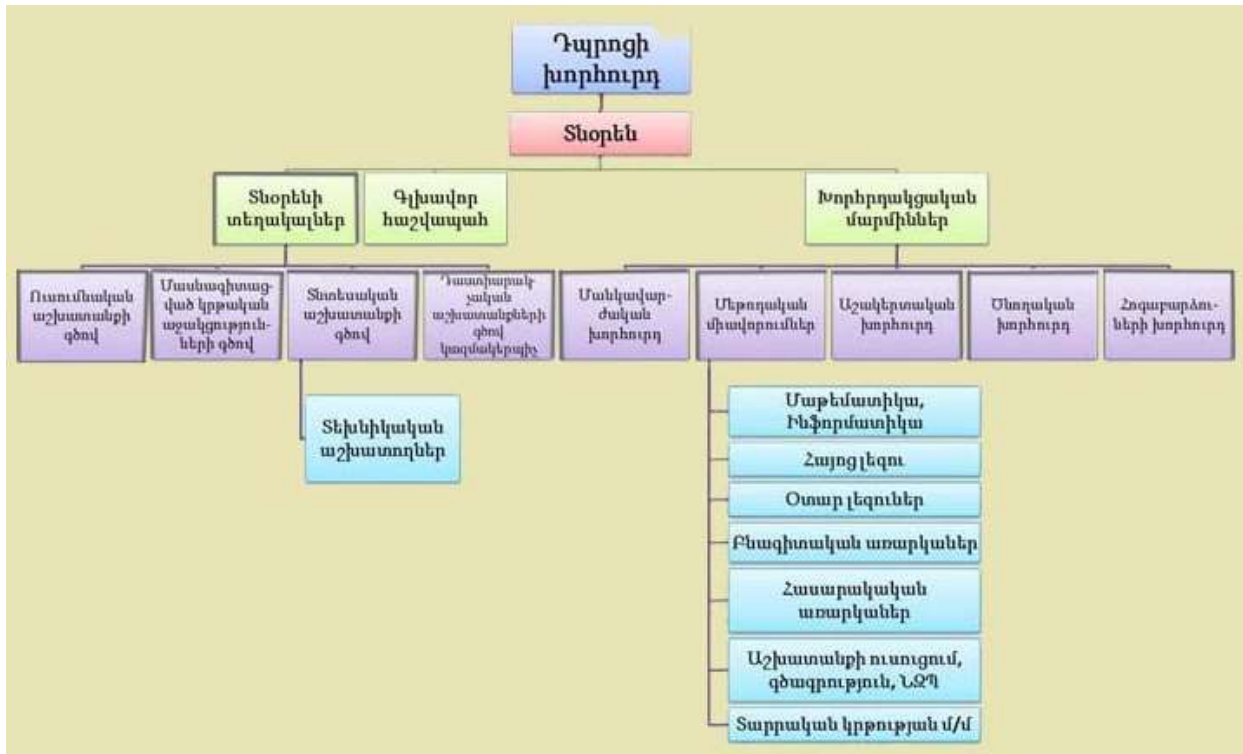 Դպրոցի
խորհուրդ
Տնօրեն
Տնօրենի
տեղակալներ
Գլխավոր
հաշվապահ
Խորհրդակցական
մարմիններ
Ուսումնական
աշխատանքի
գծով
Մասնագիտաց-
ված կրթական
աջակցություն-
ների գծով
Տնտեսական
աշխատանքի
գծով
Դաստիարակ-
չական
աշխատանքների
գծով
կազմակերպիչ
Մանկավար-
ժական
խորհուրդ
Մեթոդական
միավորումներ
Աշակերտական
խորհուրդ
Ծնողական
խորհուրդ
Հոգաբարձու-
ների խորհուրդ
Տեխնիկական
աշխատողներ
Մաթեմատիկա,
Ինֆորմատիկա
Հայոց լեզու
Օտար լեզուներ
Բնագիտական առարկաներ
Հասարակական
առարկաներ
Աշխատանքի ուսուցում,
գծագրություն, ՆԶՊ
Տարրական կրթության մ/մ